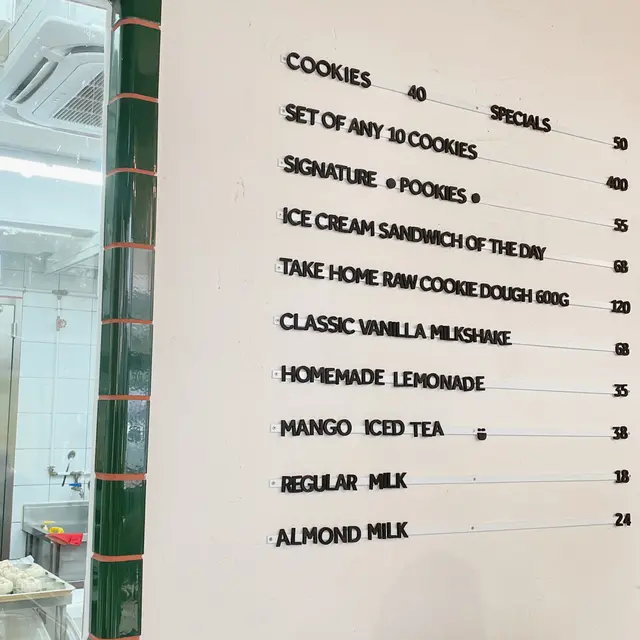 COOKIES 40 SPECIALS 50
SET OF ANY 10 COOKIES 400
SIGNATURE • POOKIES • 55
ICE CREAM SANDWICH OF THE DAY 68
TAKE HOME RAW COOKIE DOUGH 600G 120
CLASSIC VANILLA MILKSHAKE 68
HOMEMADE LEMONADE 35
MANGO ICED TEA 38
REGULAR MILK 18
ALMOND MILK 24